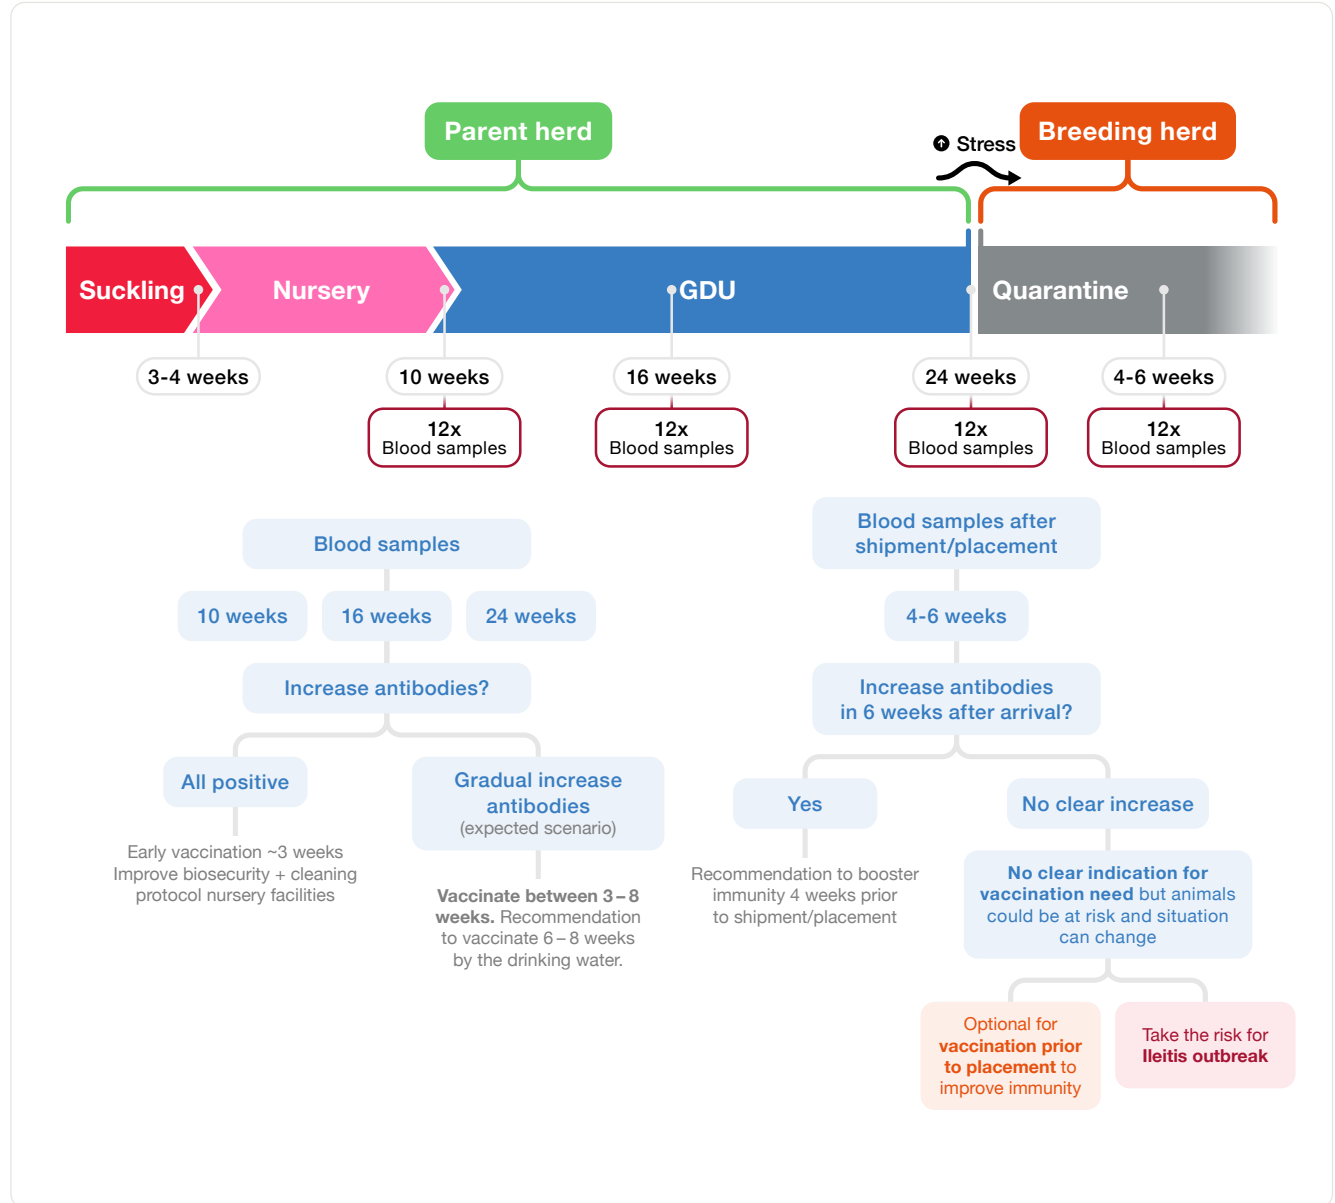 Parent herd
Stress
Breeding herd
Suckling
Nursery
GDU
Quarantine
3-4 weeks
10 weeks
16 weeks
24 weeks
4-6 weeks
12x
Blood samples
12x
Blood samples
12x
Blood samples
12x
Blood samples
Blood samples
10 weeks
16 weeks
24 weeks
Increase antibodies?
All positive
Early vaccination ~3 weeks
Improve biosecurity + cleaning
protocol nursery facilities
Gradual increase
antibodies
(expected scenario)
Vaccinate between 3 – 8
weeks. Recommendation
to vaccinate 6 – 8 weeks
by the drinking water.
Blood samples after
shipment/placement
4-6 weeks
Increase antibodies
in 6 weeks after arrival?
Yes
Recommendation to booster
immunity 4 weeks prior
to shipment/placement
No clear increase
No clear indication for
vaccination need but animals
could be at risk and situation
can change
Optional for
vaccination prior
to placement to
improve immunity
Take the risk for
Ileitis outbreak